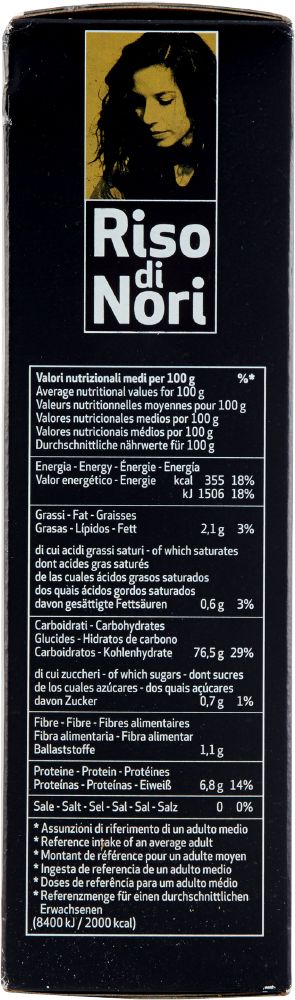 Riso
di
Nori
Valori nutrizionali medi per 100 g %*
Average nutritional values for 100 g
Valeurs nutritionnelles moyennes pour 100 g
Valores nutricionales medios por 100 g
Valores nutricionais médios por 100 g
Durchschnittliche nährwerte für 100 g
Energia - Energy - Énergie - Energía
Valor energético - Energie kcal 355 18%
kJ 1506 18%
Grassi - Fat - Graisses
Grasas - Lípidos - Fett 2,1 g 3%
di cui acidi grassi saturi - of which saturates
dont acides gras saturés
de las cuales ácidos grasos saturados
dos quais ácidos gordos saturados
davon gesättigte Fettsäuren 0,6 g 3%
Carboidrati - Carbohydrates
Glucides - Hidratos de carbono
Carboidratos - Kohlenhydrate 76,5 g 29%
di cui zuccheri - of which sugars - dont sucres
de los cuales azúcares - dos quais açúcares
davon Zucker 0,7 g 1%
Fibre - Fibre - Fibres alimentaires
Fibra alimentaria - Fibra alimentar
Ballaststoffe 1,1 g
Proteine - Protein - Protéines
Proteínas - Proteínas - Eiweiß 6,8 g 14%
Sale - Salt - Sel - Sal - Sal - Salz 0 0%
* Assunzioni di riferimento di un adulto medio
* Reference intake of an average adult
* Montant de référence pour un adulte moyen
* Ingesta de referencia de un adulto medio
* Doses de referência para um adulto médio
* Referenzmenge für einen durchschnittlichen
Erwachsenen
(8400 kJ / 2000 kcal)